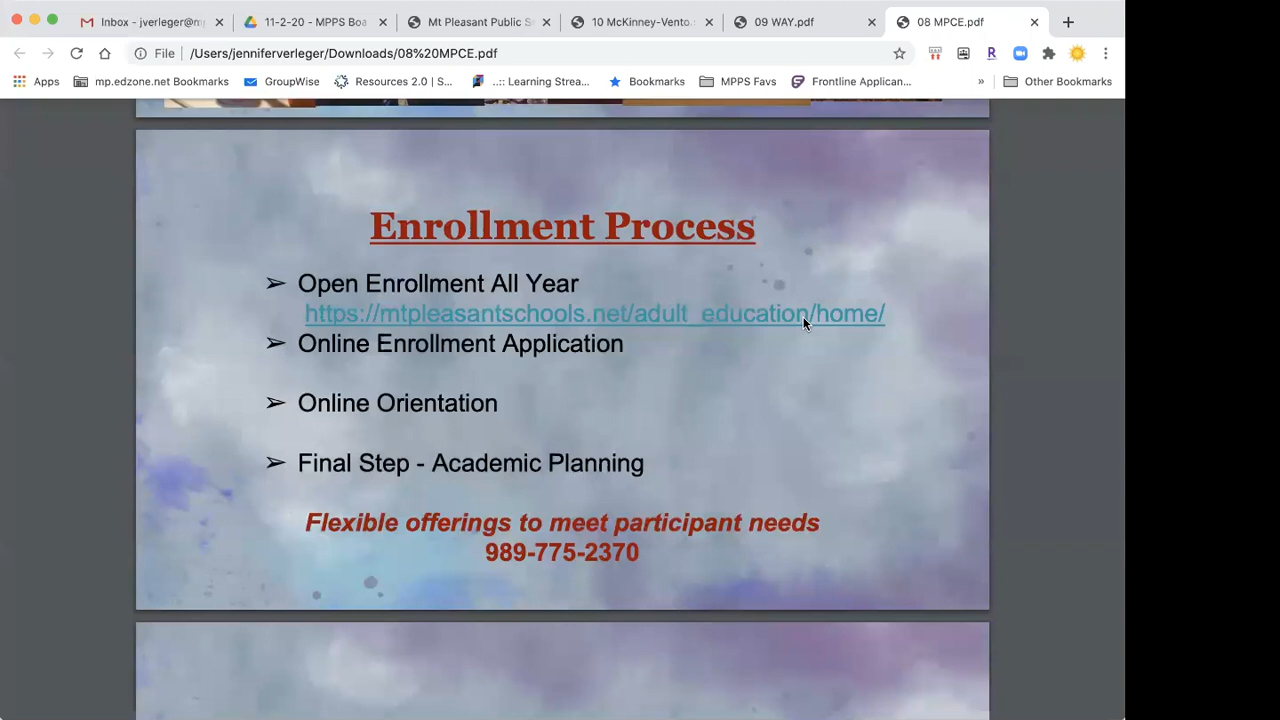 Inbox - jverleger@m
11-2-20 - MPPS Boa
Mt Pleasant Public S
10 McKinney-Vento.
09 WAY.pdf
08 MPCE.pdf
File
/Users/jenniferverleger/Downloads/08%20MPCE.pdf
R
Apps
mp.edzone.net Bookmarks
GroupWise
Resources 2.0 | S...
..:: Learning Strea...
Bookmarks
MPPS Favs
Frontline Applican...
»
Other Bookmarks
Enrollment Process
➢ Open Enrollment All Year
https://mtpleasantschools.net/adult_education/home/
➢ Online Enrollment Application
➢ Online Orientation
➢ Final Step - Academic Planning
Flexible offerings to meet participant needs
989-775-2370